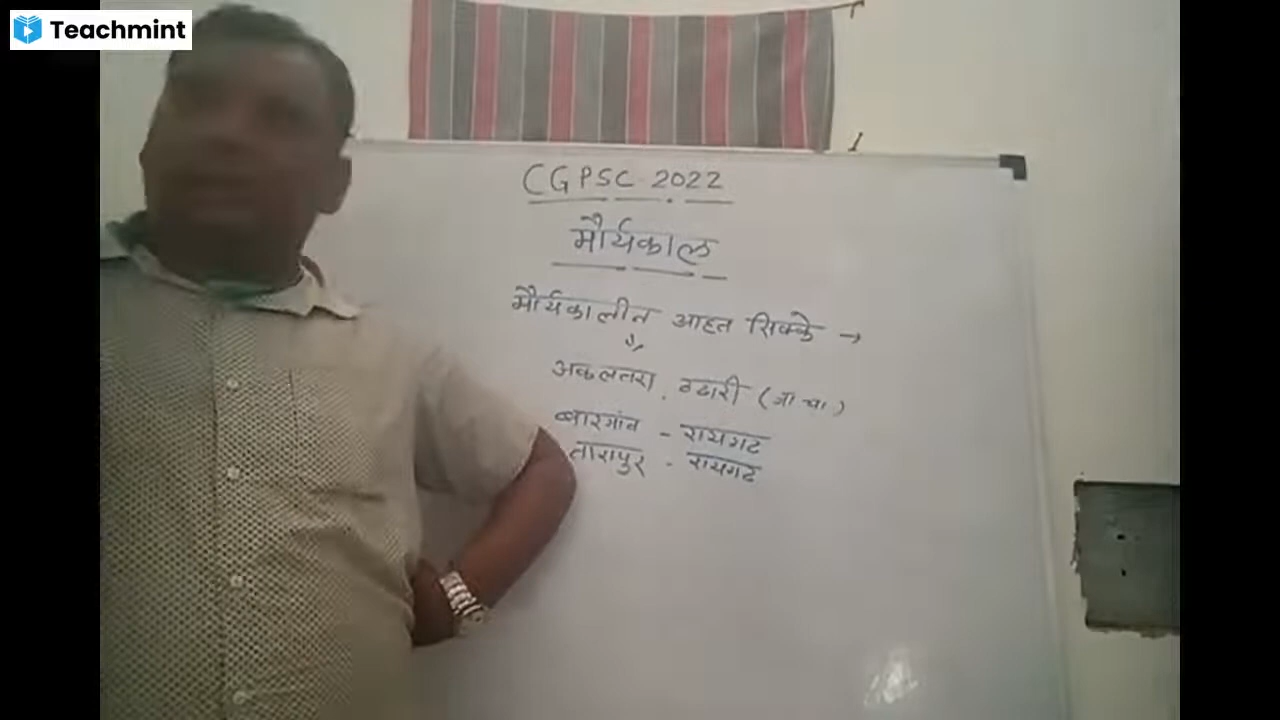 Teachmint
CGPSC-2022
मौर्यकाल
मौर्यकालीन आहत सिक्के →
अकलतरा, ठठारी (जां चा)
बारगांव - रायगढ
तारापुर - रायगढ